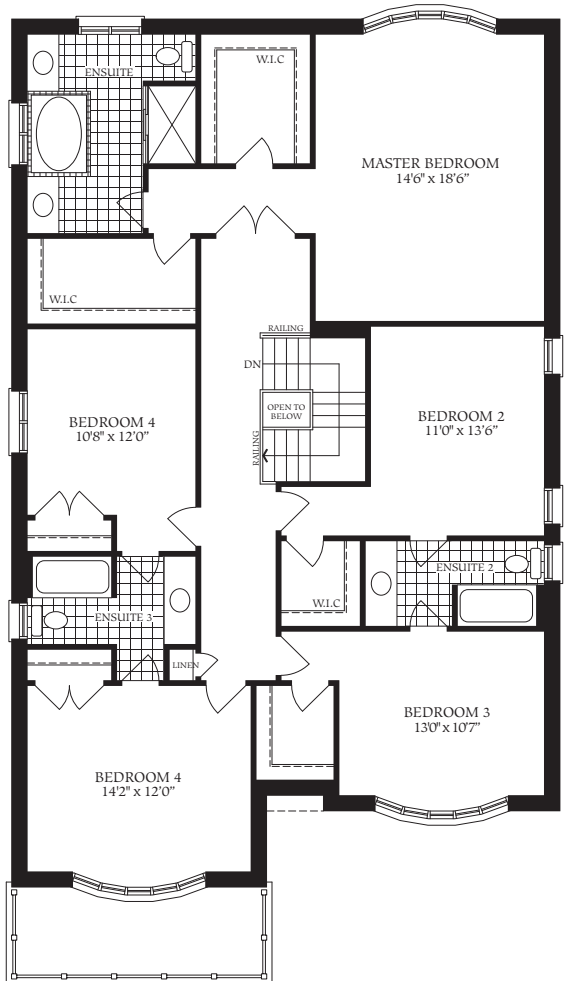 W.I.C
ENSUITE
MASTER BEDROOM
14'6" x 18'6"
W.I.C
RAILING
DN
OPEN TO
BELOW
RAILING
BEDROOM 4
10'8" x 12'0"
BEDROOM 2
11'0" x 13'6"
ENSUITE 2
W.I.C
ENSUITE 3
LINEN
BEDROOM 3
13'0" x 10'7"
BEDROOM 4
14'2" x 12'0"